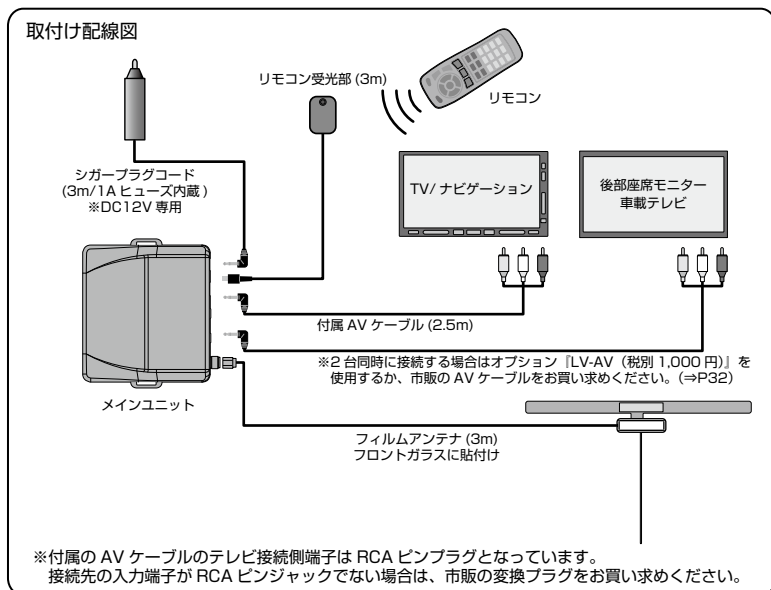 取付け配線図
リモコン受光部 (3m)
リモコン
シガープラグコード
(3m/1A ヒューズ内蔵 )
※DC12V 専用
TV/ ナビゲーション
後部座席モニター
車載テレビ
付属 AV ケーブル (2.5m)
※2 台同時に接続する場合はオプション『LV-AV（税別 1,000 円）』を
使用するか、市販の AV ケーブルをお買い求めください。(⇒P32)
メインユニット
フィルムアンテナ (3m)
フロントガラスに貼付け
※付属の AV ケーブルのテレビ接続側端子は RCA ピンプラグとなっています。
接続先の入力端子が RCA ピンジャックでない場合は、市販の変換プラグをお買い求めください。